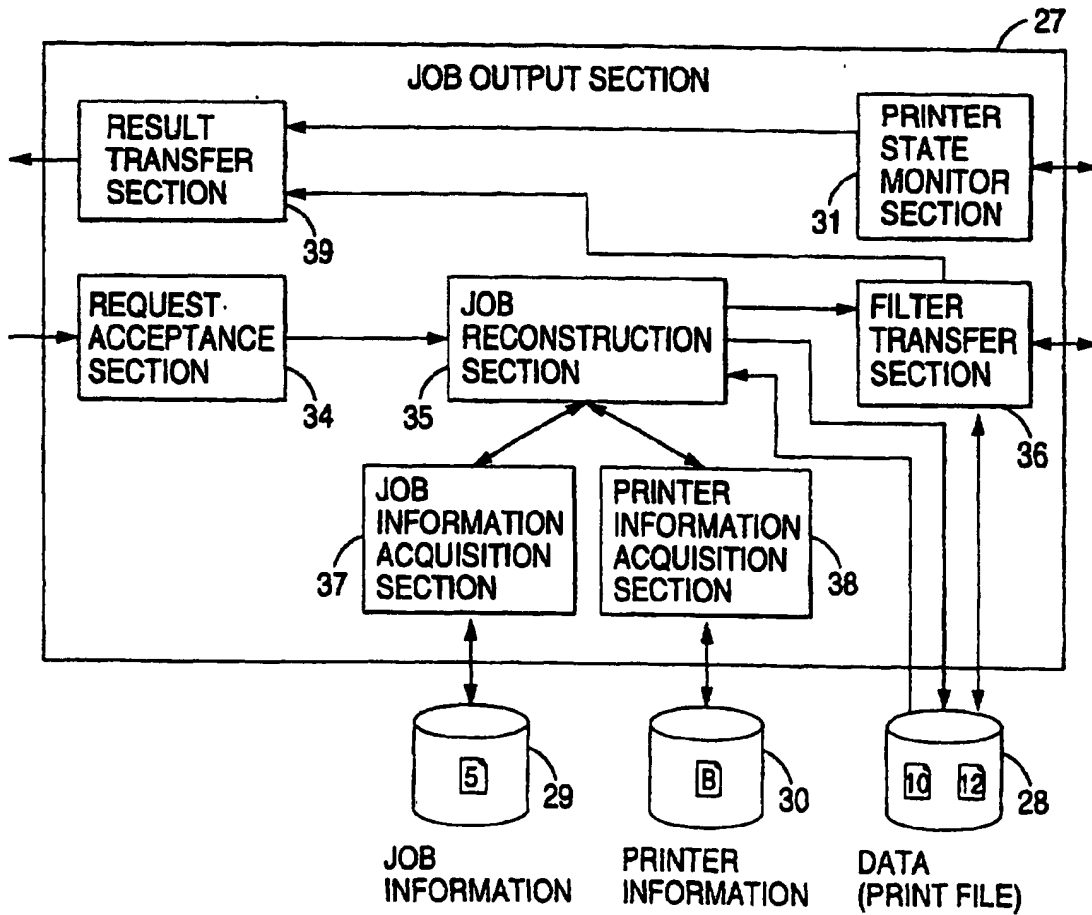 27
JOB OUTPUT SECTION
RESULT
TRANSFER
SECTION
39
PRINTER
STATE
MONITOR
SECTION
31
REQUEST
ACCEPTANCE
SECTION
34
JOB
RECONSTRUCTION
SECTION
35
FILTER
TRANSFER
SECTION
36
JOB
INFORMATION
ACQUISITION
SECTION
37
PRINTER
INFORMATION
ACQUISITION
SECTION
38
5
29
B
30
10 12
28
JOB
INFORMATION
PRINTER
INFORMATION
DATA
(PRINT FILE)